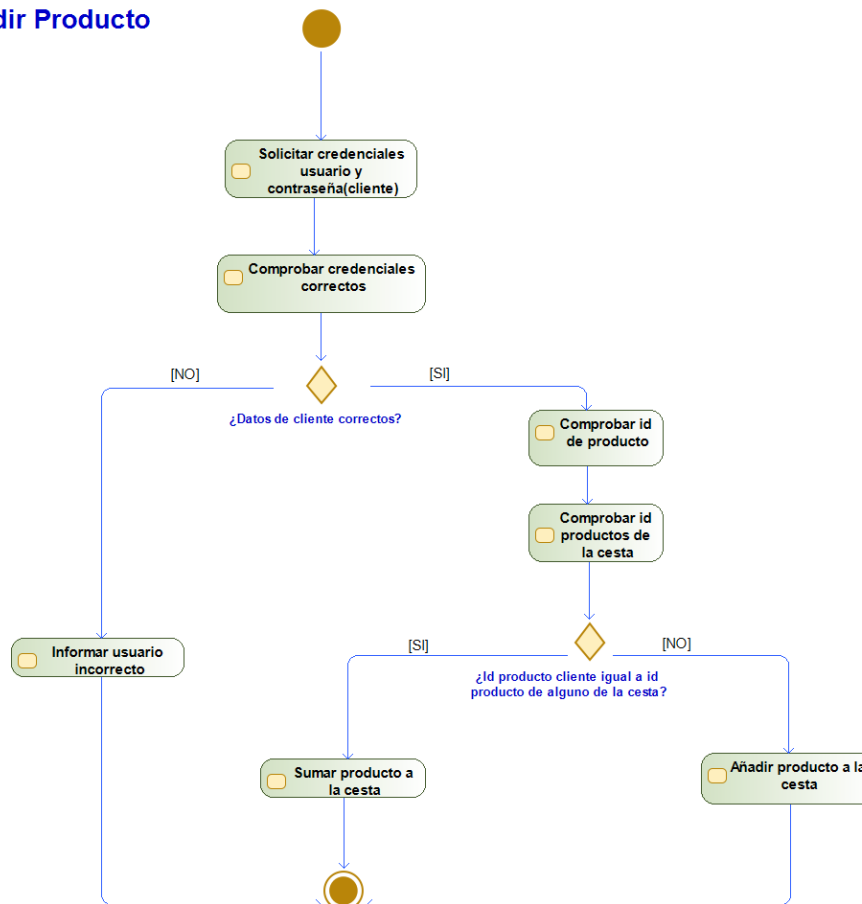 dir Producto
Solicitar credenciales
usuario y
contraseña(cliente)
Comprobar credenciales
correctos
[NO]
[SI]
¿Datos de cliente correctos?
Comprobar id
de producto
Comprobar id
productos de
la cesta
[SI]
[NO]
¿Id producto cliente igual a id
producto de alguno de la cesta?
Informar usuario
incorrecto
Sumar producto a
la cesta
Añadir producto a la
cesta